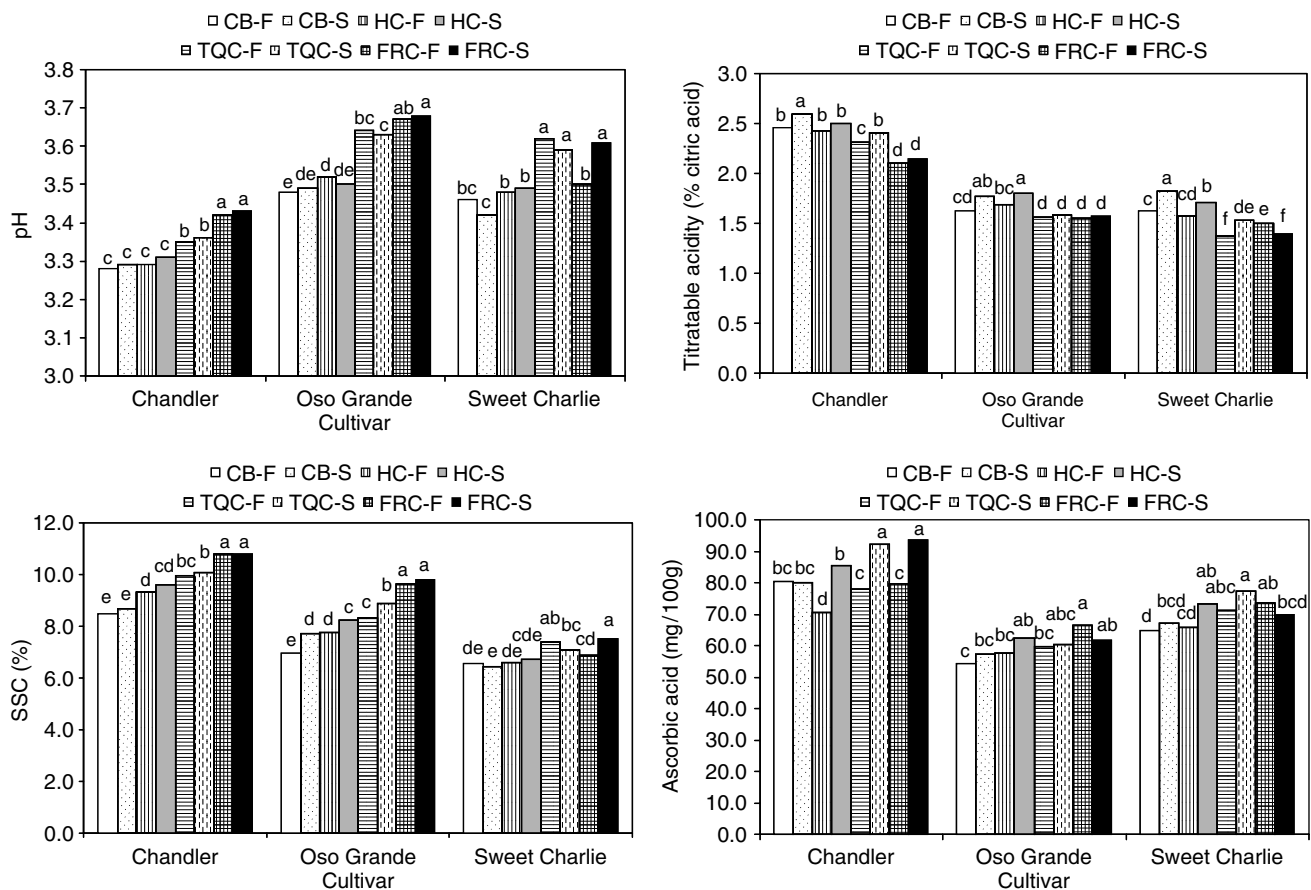 CB-F CB-S HC-F HC-S
TQC-F TQC-S FRC-F FRC-S
3.8
3.7
3.6
3.5
3.4
3.3
3.2
3.1
3.0
pH
c c c c b b a a
e de d de bc c ab a
bc c b b a a b a
Chandler Oso Grande Sweet Charlie
Cultivar
CB-F CB-S HC-F HC-S
TQC-F TQC-S FRC-F FRC-S
3.0
2.5
2.0
1.5
1.0
0.5
0.0
Titratable acidity (% citric acid)
b a b b c b d d
cd ab bc a d d d d
c a cd b f de e f
Chandler Oso Grande Sweet Charlie
Cultivar
CB-F CB-S HC-F HC-S
TQC-F TQC-S FRC-F FRC-S
12.0
10.0
8.0
6.0
4.0
2.0
0.0
SSC (%)
e e d cd bc b a a
e d d c c b a a
de e de cde ab bc cd a
Chandler Oso Grande Sweet Charlie
Cultivar
CB-F CB-S HC-F HC-S
TQC-F TQC-S FRC-F FRC-S
100.0
90.0
80.0
70.0
60.0
50.0
40.0
30.0
20.0
10.0
0.0
Ascorbic acid (mg/100g)
bc bc d b c a c a
c bc bc ab bc abc a ab
d bcd cd ab abc a ab bcd
Chandler Oso Grande Sweet Charlie
Cultivar